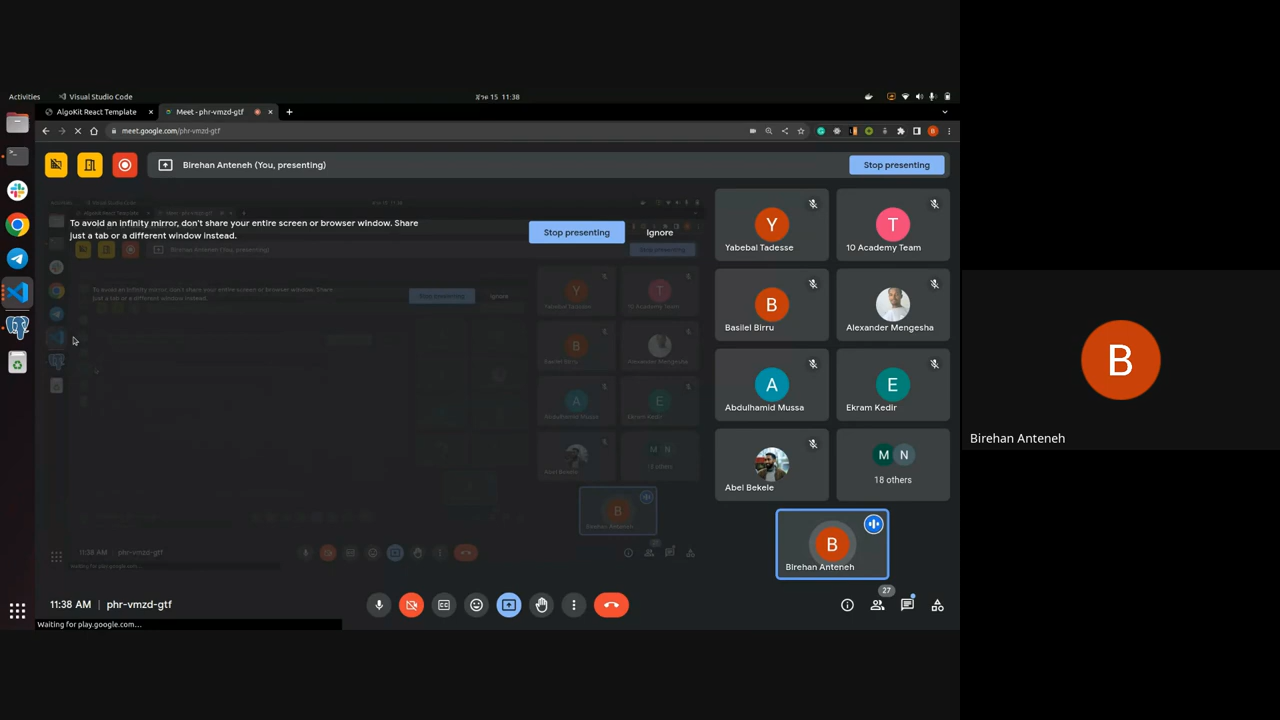 Activities
Visual Studio Code
11:38
AlgoKit React Template
Meet - phr-vmzd-gtf
meet.google.com/phr-vmzd-gtf
Birehan Anteneh (You, presenting)
Stop presenting
To avoid an infinity mirror, don't share your entire screen or browser window. Share
just a tab or a different window instead.
Stop presenting
Ignore
Y
Yabebal Tadesse
T
10 Academy Team
B
Basilel Birru
Alexander Mengesha
A
Abdulhamid Mussa
E
Ekram Kedir
Abel Bekele
M N
18 others
B
Birehan Anteneh
11:38 AM | phr-vmzd-gtf
27
Waiting for play.google.com...
B
Birehan Anteneh